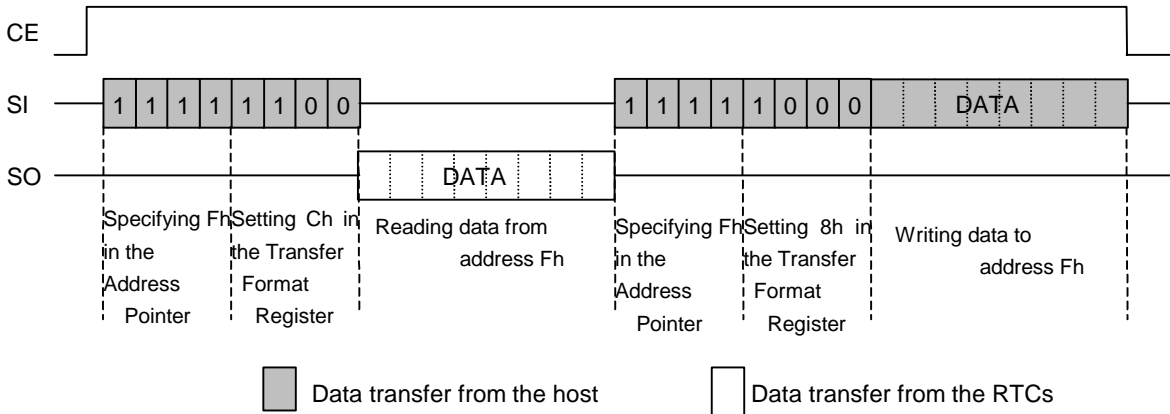 CE
SI
1 1 1 1 1 1 0 0
1 1 1 1 1 0 0 0
DATA
SO
DATA
Specifying Fh
in the
Address
Pointer
Setting Ch in
the Transfer
Format
Register
Reading data from
address Fh
Specifying Fh
in the
Address
Pointer
Setting 8h in
the Transfer
Format
Register
Writing data to
address Fh
Data transfer from the host
Data transfer from the RTCs